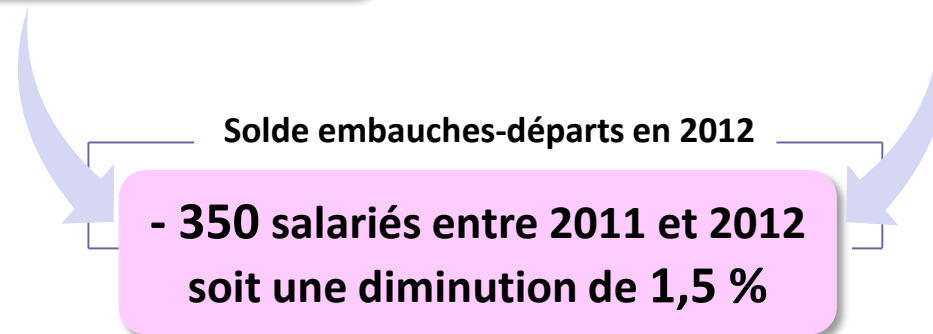 Solde embauches-départs en 2012
- 350 salariés entre 2011 et 2012
soit une diminution de 1,5 %